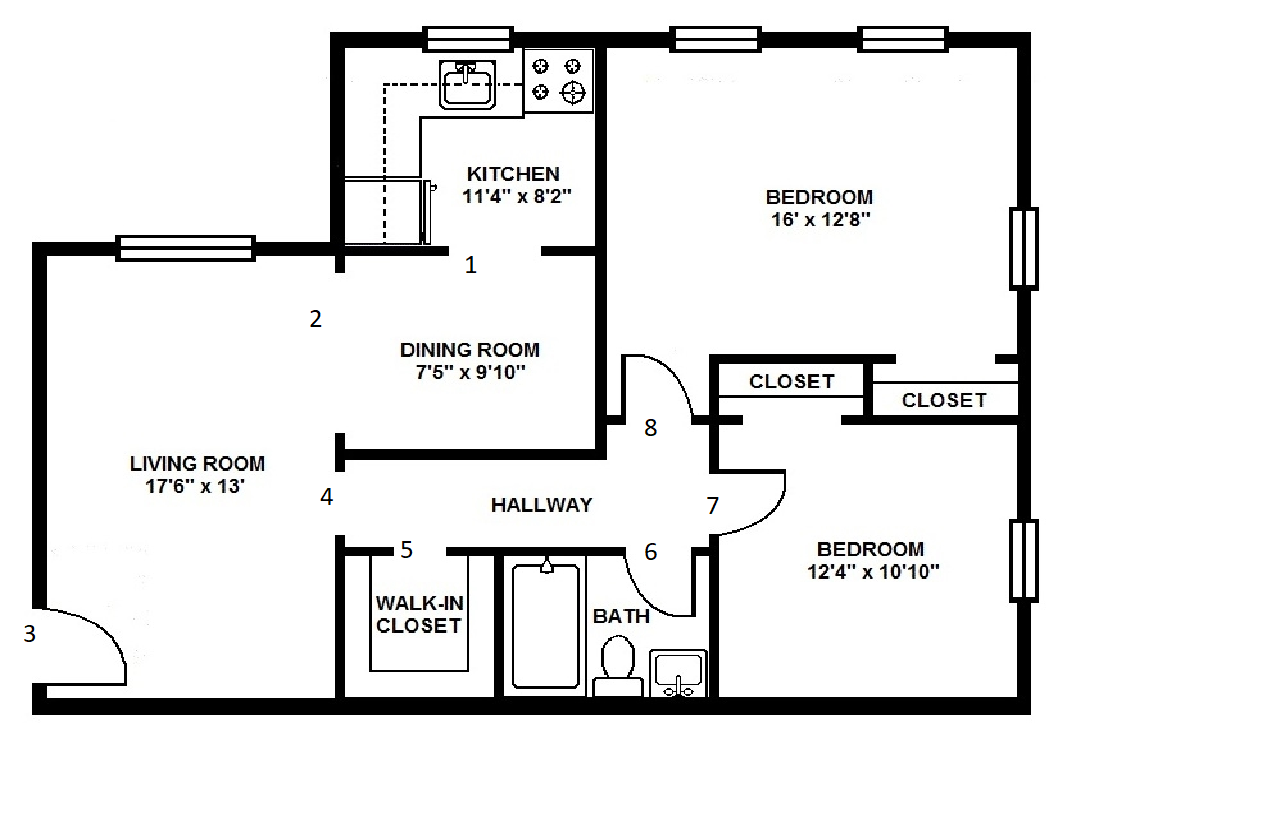 KITCHEN
11'4" x 8'2"
BEDROOM
16' x 12'8"
1
2
DINING ROOM
7'5" x 9'10"
CLOSET
CLOSET
8
LIVING ROOM
17'6" x 13'
4
HALLWAY
7
5
6
BEDROOM
12'4" x 10'10"
WALK-IN
CLOSET
BATH
3